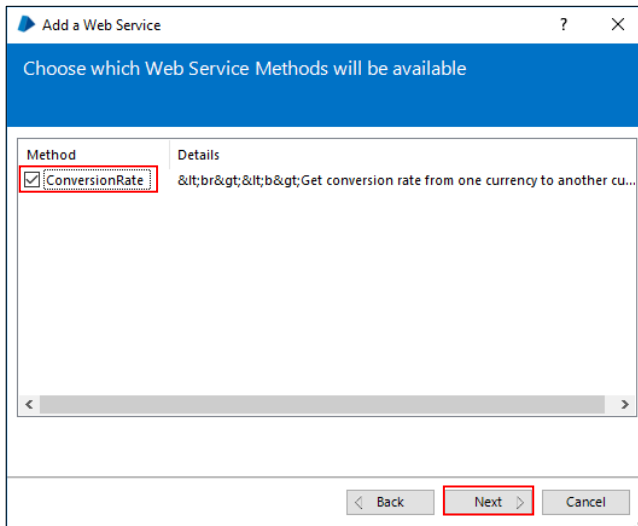 Add a Web Service ?
Choose which Web Service Methods will be available
Method Details
ConversionRate &lt;br&gt;&lt;b&gt;Get conversion rate from one currency to another cu...
Back Next Cancel